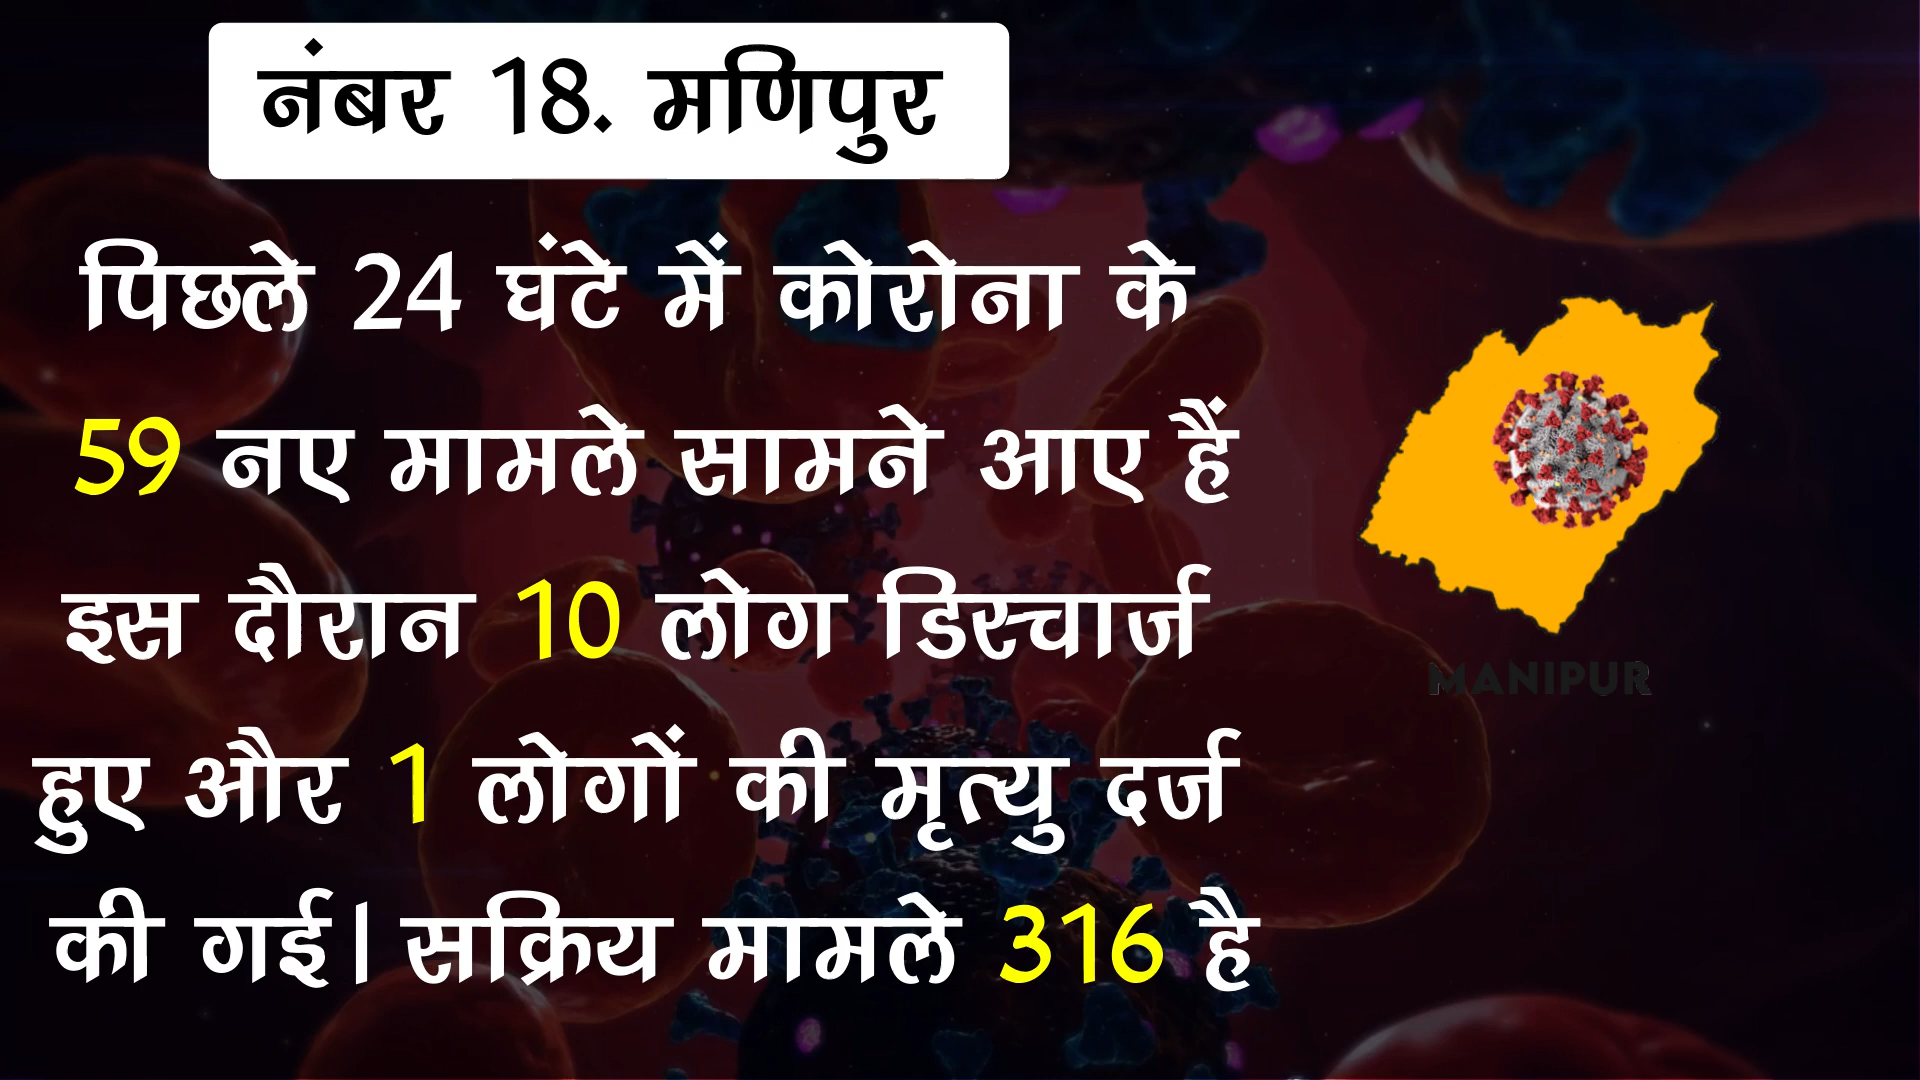 नंबर 18. मणिपुर
पिछले 24 घंटे में कोरोना के
59 नए मामले सामने आए हैं
इस दौरान 10 लोग डिस्चार्ज
हुए और 1 लोगों की मृत्यु दर्ज
की गई। सक्रिय मामले 316 है
MANIPUR